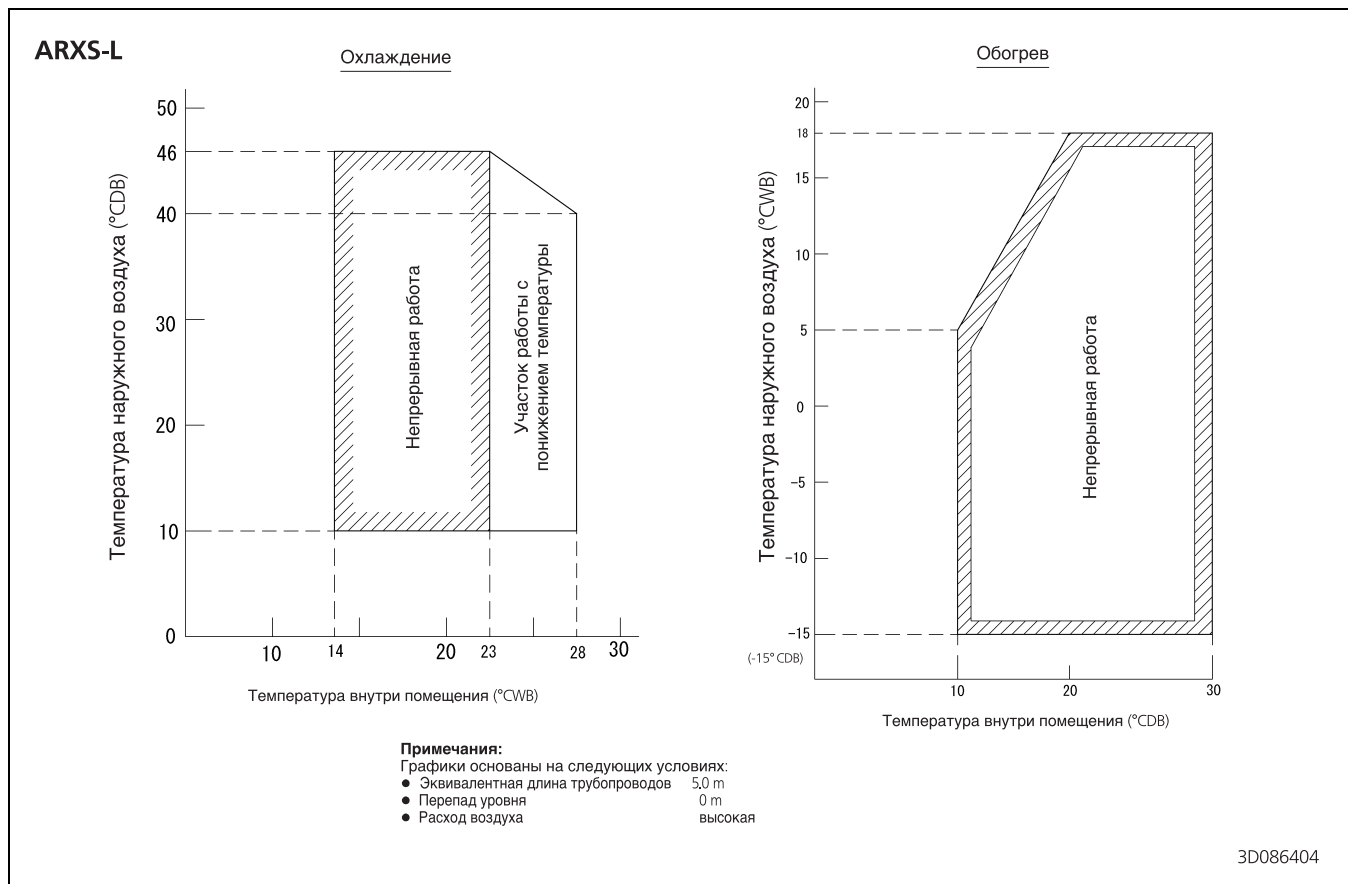 ARXS-L
Охлаждение
Температура наружного воздуха (°CDB)
50
46
40
30
20
10
0
Непрерывная работа
Участок работы с
понижением температуры
10
14
20
23
28
30
Температура внутри помещения (°CWB)
Обогрев
Температура наружного воздуха (°CWB)
20
18
15
10
5
0
-5
-10
-15
(-15° CDB)
Непрерывная работа
10
20
30
Температура внутри помещения (°CDB)
Примечания:
Графики основаны на следующих условиях:
● Эквивалентная длина трубопроводов 5.0 m
● Перепад уровня 0 m
● Расход воздуха высокая
3D086404